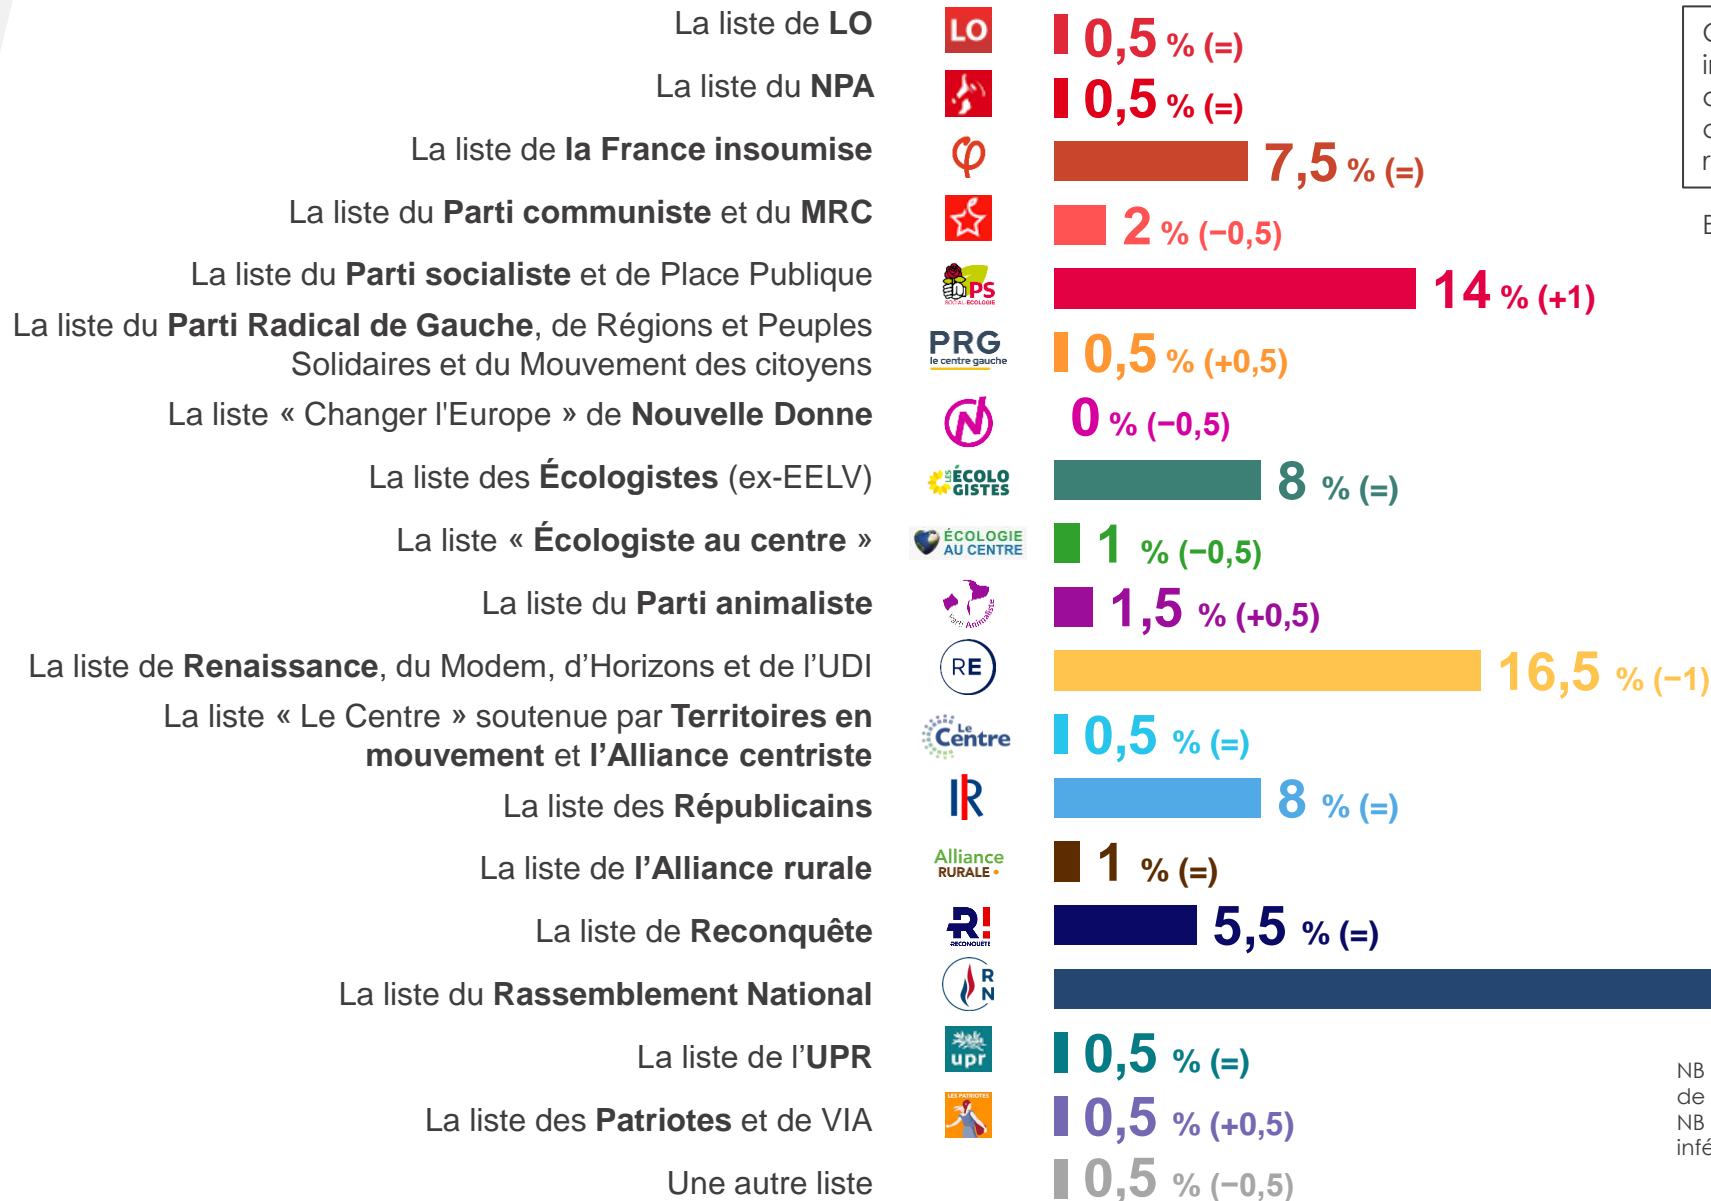 La liste de LO
LO
0,5 % (=)
La liste du NPA
0,5 % (=)
La liste de la France insoumise
φ
7,5 % (=)
La liste du Parti communiste et du MRC
2 % (−0,5)
La liste du Parti socialiste et de Place Publique
PS
SOCIAL-ECOLOGIE
14 % (+1)
La liste du Parti Radical de Gauche, de Régions et Peuples
Solidaires et du Mouvement des citoyens
PRG
le centre gauche
0,5 % (+0,5)
La liste « Changer l'Europe » de Nouvelle Donne
N
0 % (−0,5)
La liste des Écologistes (ex-EELV)
LES ÉCOLO
GISTES
8 % (=)
La liste « Écologiste au centre »
ÉCOLOGIE
AU CENTRE
1 % (−0,5)
La liste du Parti animaliste
Parti Animaliste
1,5 % (+0,5)
La liste de Renaissance, du Modem, d’Horizons et de l’UDI
RE
16,5 % (−1)
La liste « Le Centre » soutenue par Territoires en
mouvement et l’Alliance centriste
Le
Centre
0,5 % (=)
La liste des Républicains
lR
8 % (=)
La liste de l’Alliance rurale
Alliance
RURALE
1 % (=)
La liste de Reconquête
R!
RECONQUÊTE
5,5 % (=)
La liste du Rassemblement National
R
N
La liste de l’UPR
upr
0,5 % (=)
La liste des Patriotes et de VIA
LES PATRIOTES
0,5 % (+0,5)
Une autre liste
0,5 % (−0,5)
NB
de
NB
infé